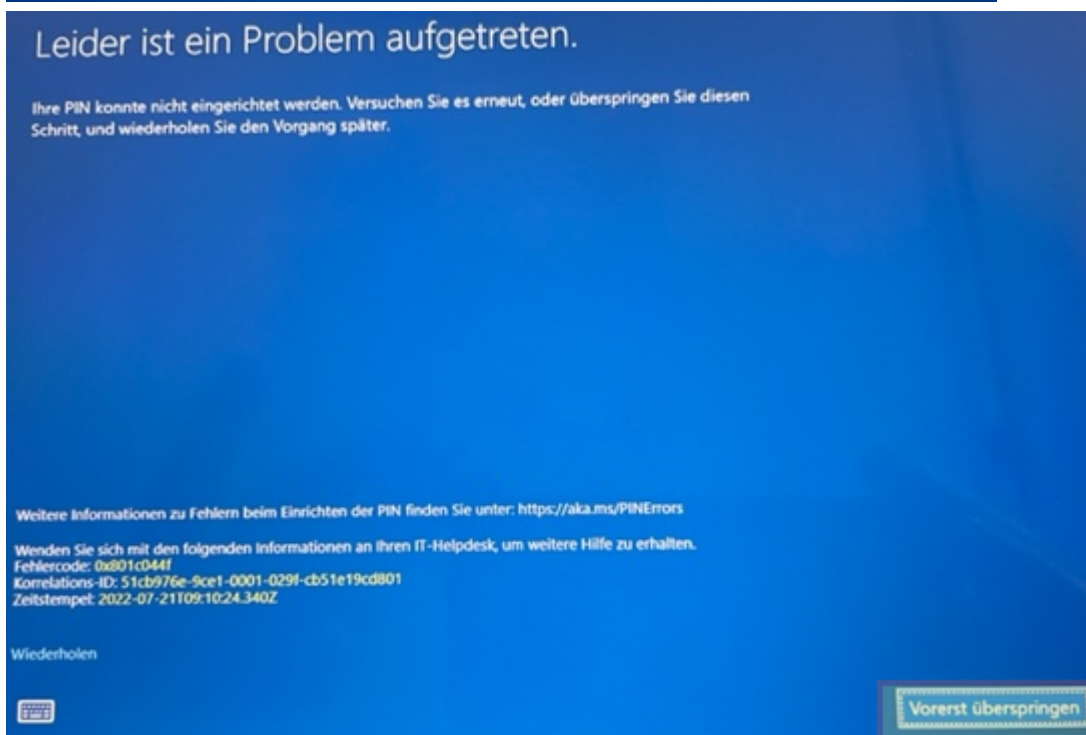 Leider ist ein Problem aufgetreten.
Ihre PIN konnte nicht eingerichtet werden. Versuchen Sie es erneut, oder überspringen Sie diesen
Schritt, und wiederholen Sie den Vorgang später.
Weitere Informationen zu Fehlern beim Einrichten der PIN finden Sie unter: https://aka.ms/PINErrors
Wenden Sie sich mit den folgenden Informationen an Ihren IT-Helpdesk, um weitere Hilfe zu erhalten.
Fehlercode: 0x801c044f
Korrelations-ID: 51cb976e-9ce1-0001-029f-cb51e19cd801
Zeitstempel: 2022-07-21T09:10:24.340Z
Wiederholen
Vorerst überspringen